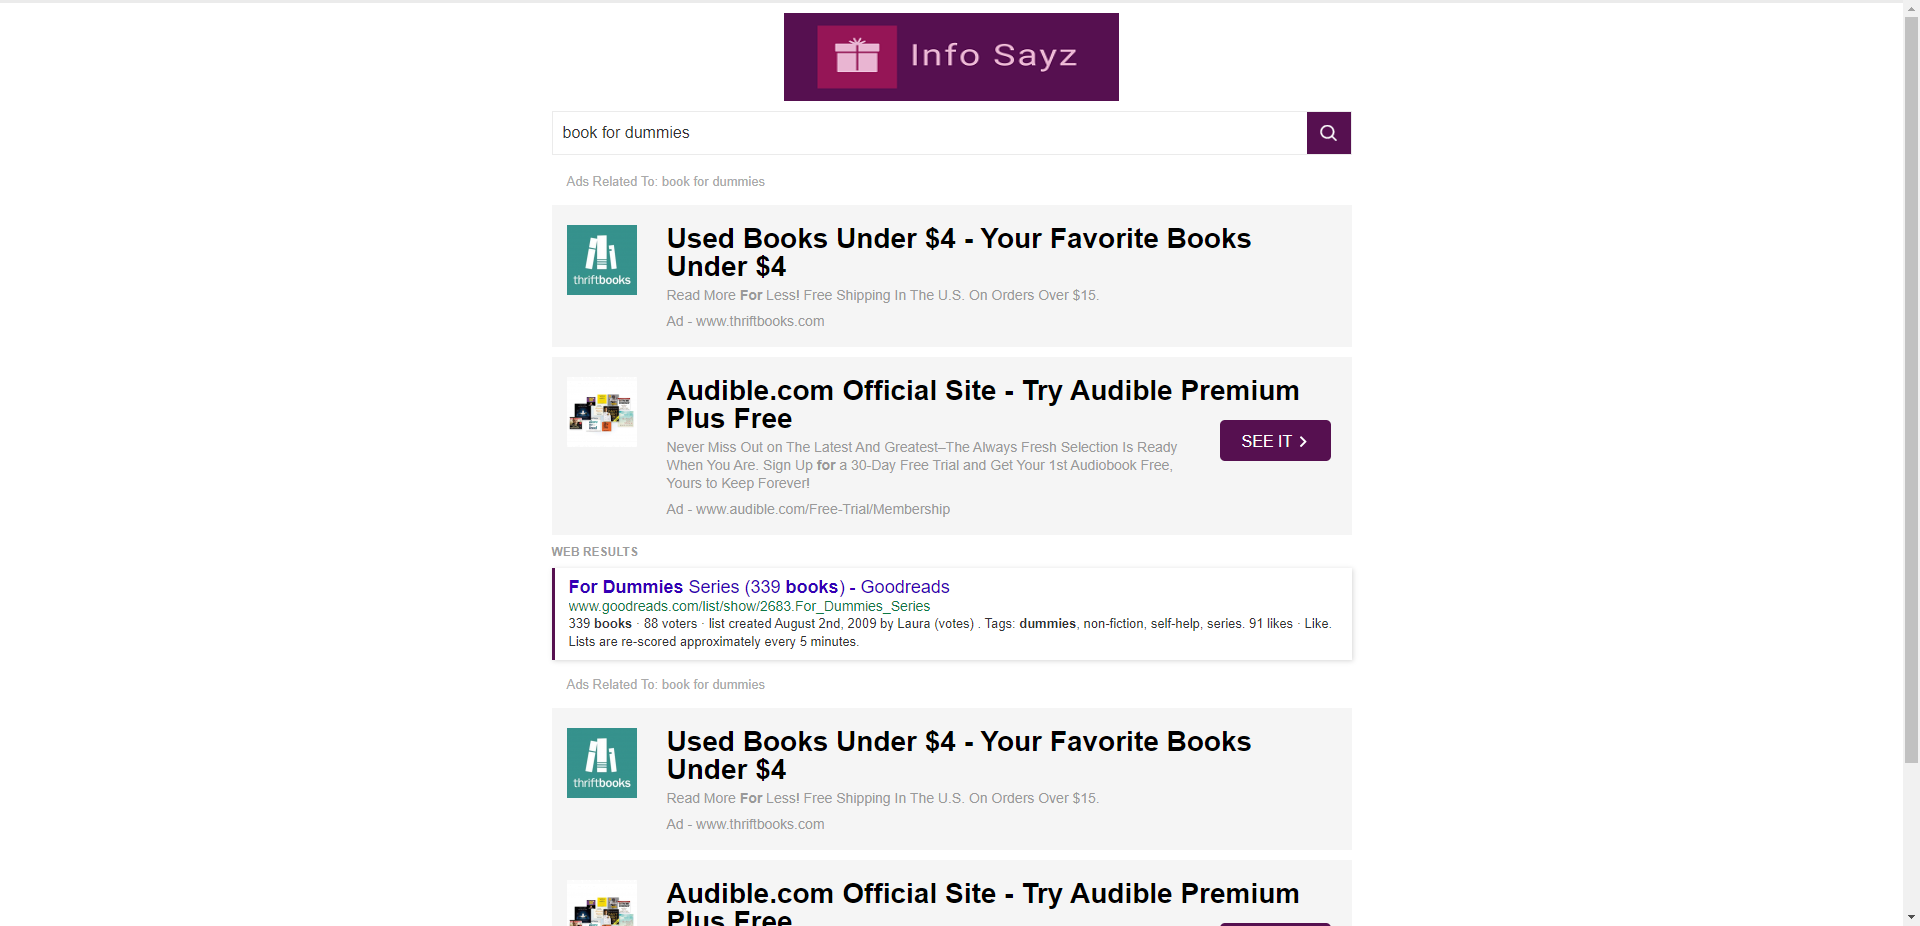 Info Sayz
book for dummies
Ads Related To: book for dummies
thriftbooks
Used Books Under $4 - Your Favorite Books
Under $4
Read More For Less! Free Shipping In The U.S. On Orders Over $15.
Ad - www.thriftbooks.com
Audible.com Official Site - Try Audible Premium
Plus Free
Never Miss Out on The Latest And Greatest–The Always Fresh Selection Is Ready
When You Are. Sign Up for a 30-Day Free Trial and Get Your 1st Audiobook Free,
Yours to Keep Forever!
SEE IT
Ad - www.audible.com/Free-Trial/Membership
WEB RESULTS
For Dummies Series (339 books) - Goodreads
www.goodreads.com/list/show/2683.For_Dummies_Series
339 books · 88 voters · list created August 2nd, 2009 by Laura (votes) . Tags: dummies, non-fiction, self-help, series. 91 likes · Like.
Lists are re-scored approximately every 5 minutes.
Ads Related To: book for dummies
thriftbooks
Used Books Under $4 - Your Favorite Books
Under $4
Read More For Less! Free Shipping In The U.S. On Orders Over $15.
Ad - www.thriftbooks.com
Audible.com Official Site - Try Audible Premium
Plus Free